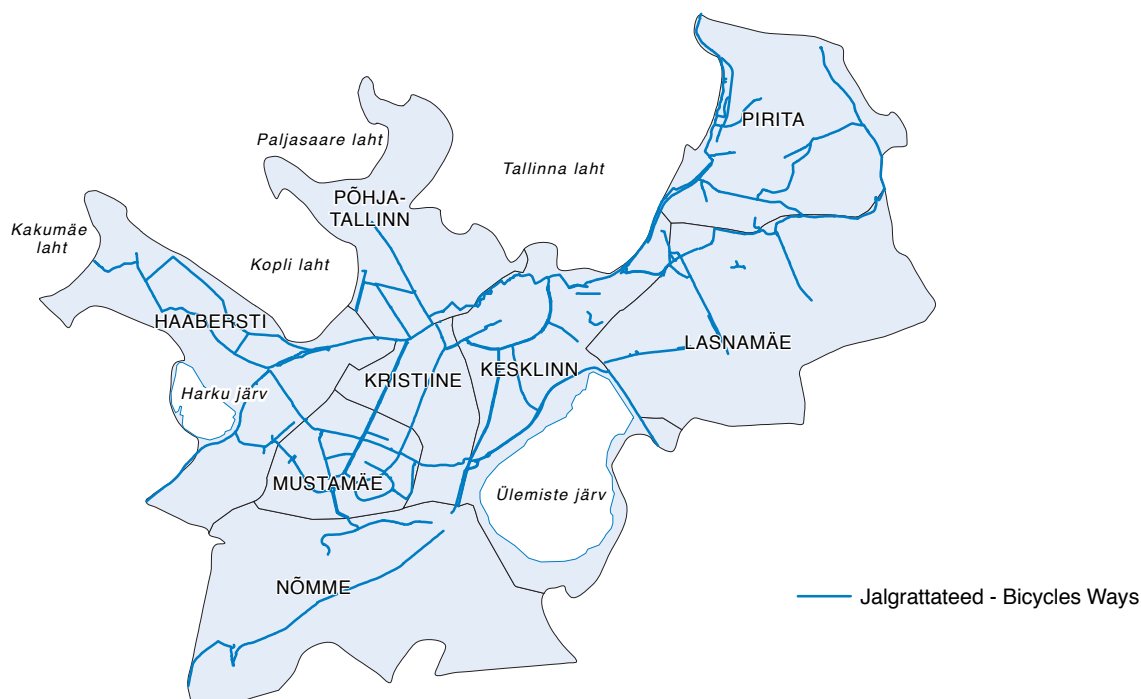 PIRITA
Paljasaare laht
Tallinna laht
PÕHJA-
TALLINN
Kakumäe
laht
Kopli laht
HAABERSTI
LASNAMÄE
KRISTIINE
KESKLINN
Harku järv
MUSTAMÄE
Ülemiste järv
NÕMME
Jalgrattateed - Bicycles Ways